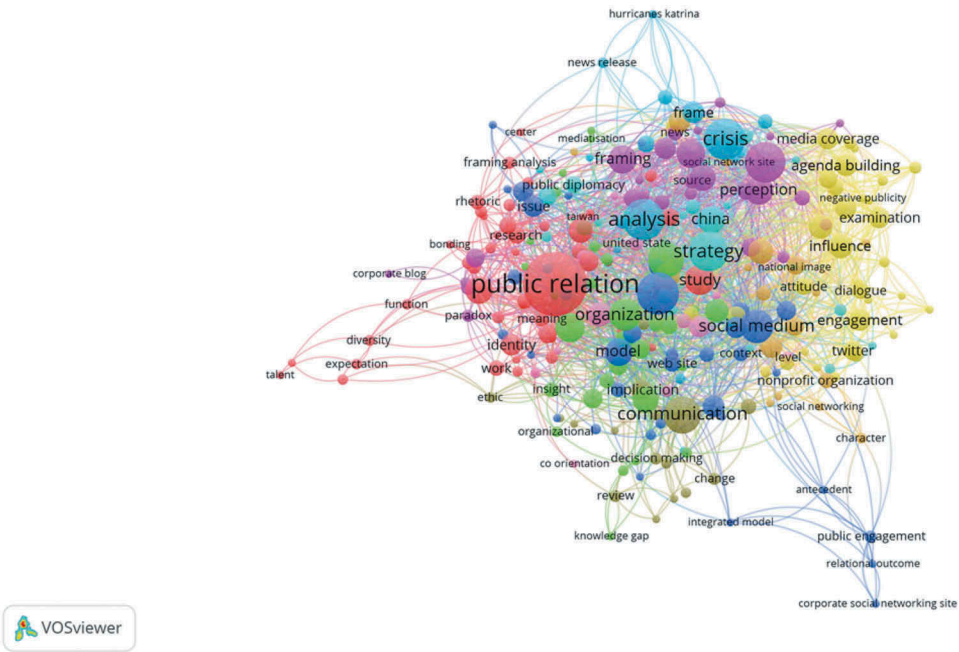 hurricanes katrina
news release
frame
center
mediatisation
news
crisis
media coverage
framing analysis
framing
social network site
agenda building
public diplomacy
source
perception
negative publicity
rhetoric
issue
taiwan
analysis
china
examination
research
bonding
united state
strategy
influence
corporate blog
public relation
study
national image
attitude
dialogue
function
paradox
meaning
organization
social medium
engagement
diversity
identity
model
web site
context
level
twitter
talent
expectation
work
nonprofit organization
ethic
insight
implication
communication
social networking
organizational
character
co orientation
decision making
change
antecedent
review
integrated model
knowledge gap
public engagement
relational outcome
corporate social networking site
VOSviewer